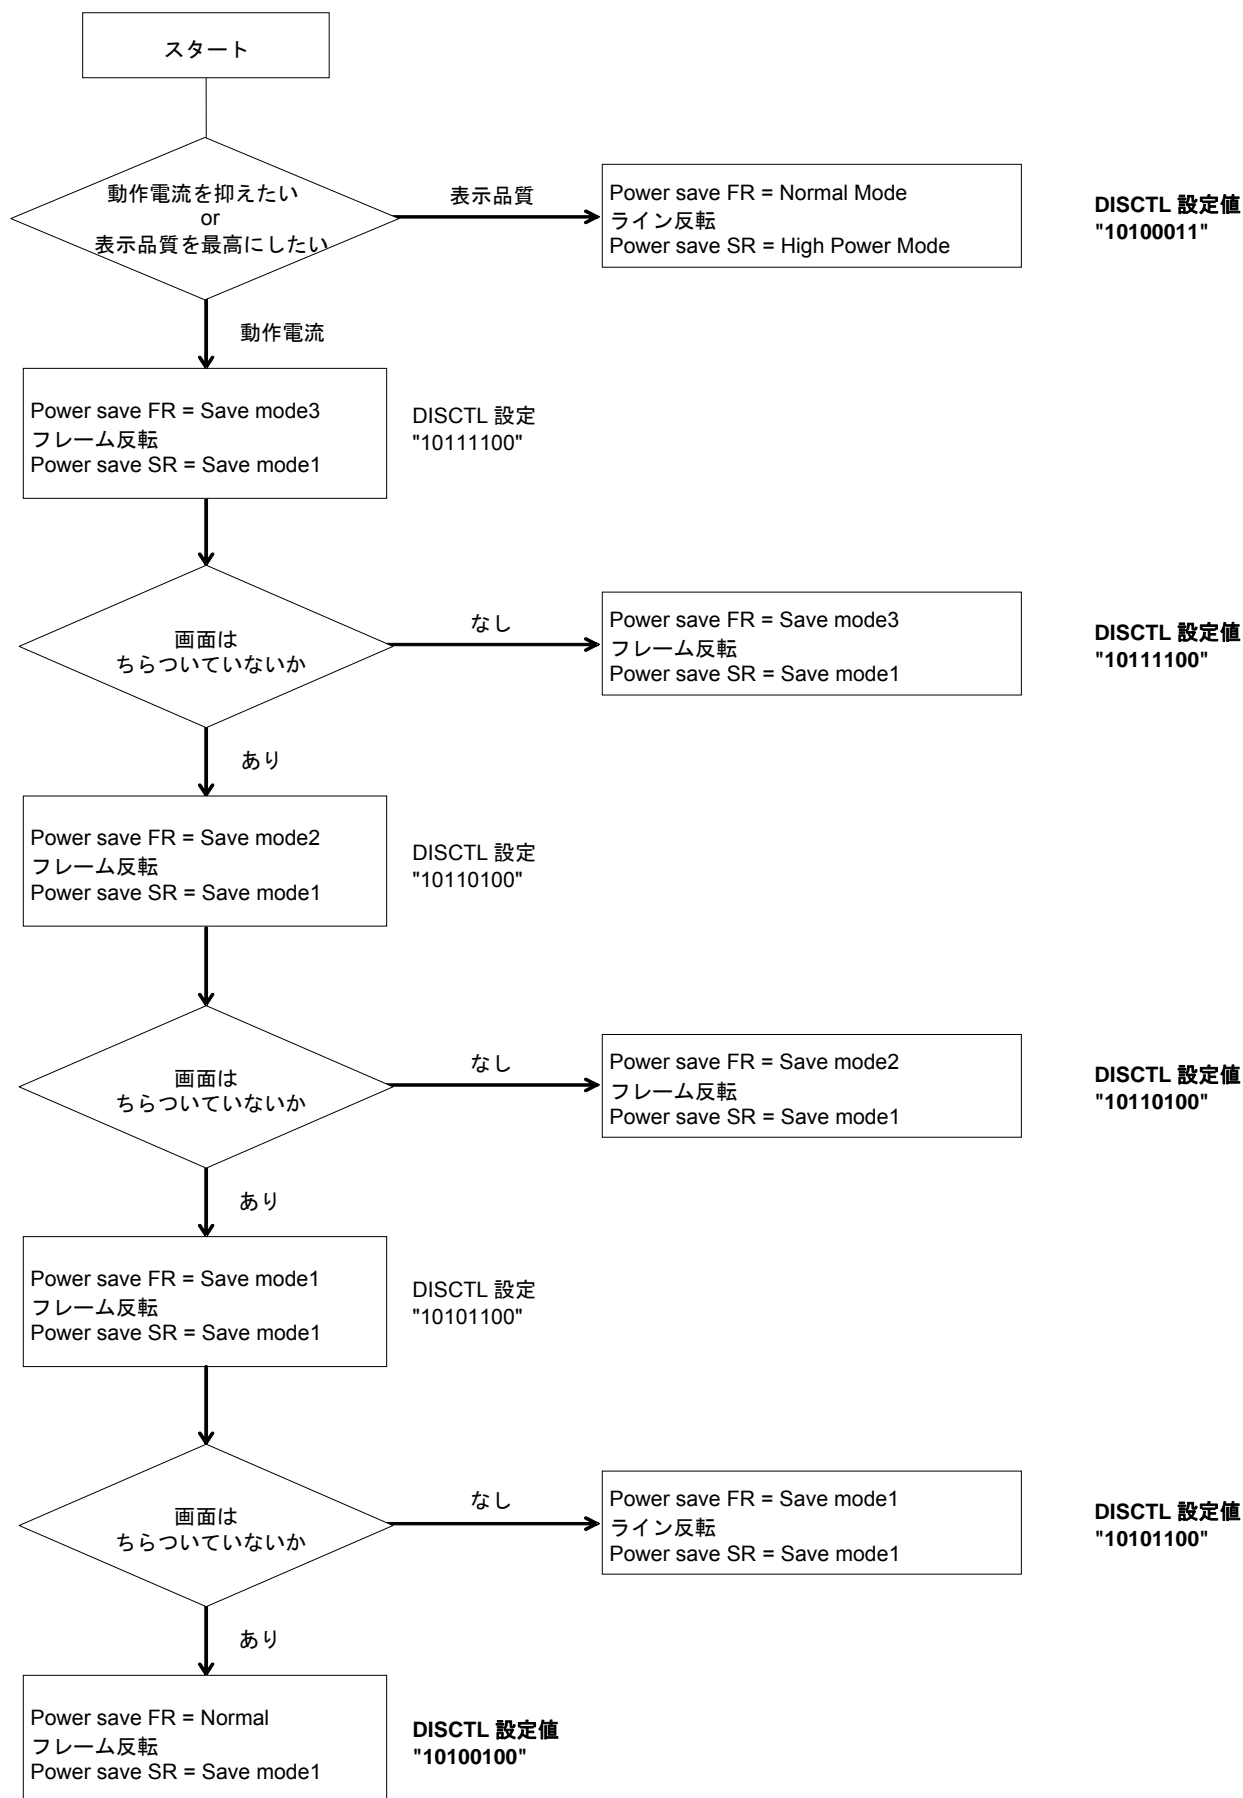 スタート
動作電流を抑えたい
or
表示品質を最高にしたい
表示品質
Power save FR = Normal Mode
ライン反転
Power save SR = High Power Mode
DISCTL 設定値
"10100011"
動作電流
Power save FR = Save mode3
フレーム反転
Power save SR = Save mode1
DISCTL 設定
"10111100"
画面は
ちらついていないか
なし
Power save FR = Save mode3
フレーム反転
Power save SR = Save mode1
DISCTL 設定値
"10111100"
あり
Power save FR = Save mode2
フレーム反転
Power save SR = Save mode1
DISCTL 設定
"10110100"
画面は
ちらついていないか
なし
Power save FR = Save mode2
フレーム反転
Power save SR = Save mode1
DISCTL 設定値
"10110100"
あり
Power save FR = Save mode1
フレーム反転
Power save SR = Save mode1
DISCTL 設定
"10101100"
画面は
ちらついていないか
なし
Power save FR = Save mode1
ライン反転
Power save SR = Save mode1
DISCTL 設定値
"10101100"
あり
Power save FR = Normal
フレーム反転
Power save SR = Save mode1
DISCTL 設定値
"10100100"